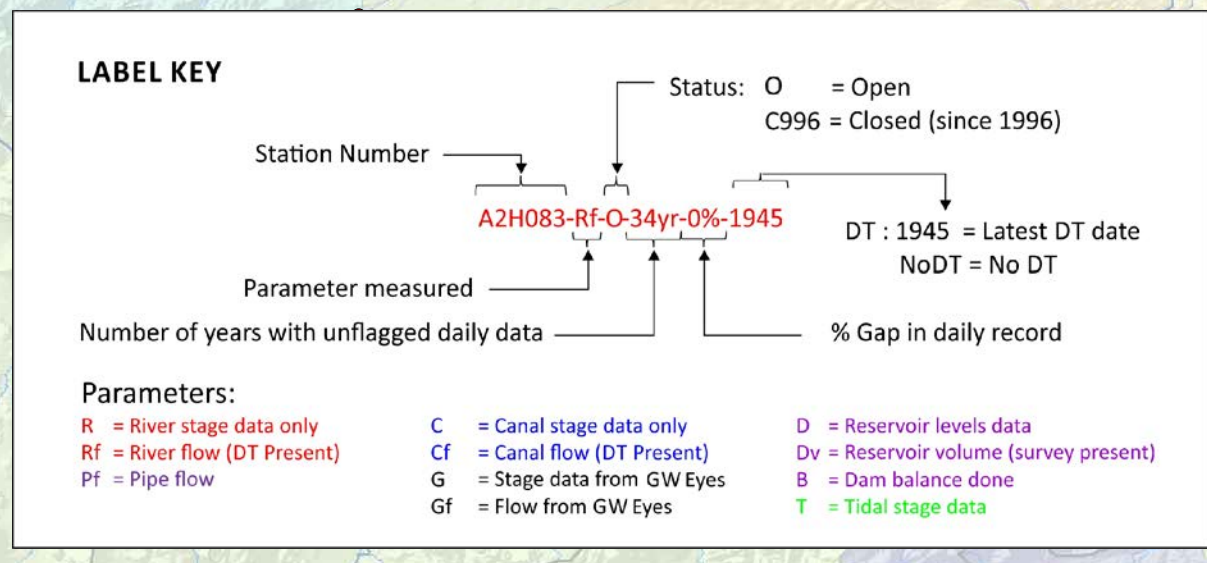 LABEL KEY
Status: O = Open
C996 = Closed (since 1996)
Station Number
A2H083-Rf-O-34yr-0%-1945
DT : 1945 = Latest DT date
NoDT = No DT
Parameter measured
Number of years with unflagged daily data
% Gap in daily record
Parameters:
R = River stage data only
Rf = River flow (DT Present)
Pf = Pipe flow
C = Canal stage data only
Cf = Canal flow (DT Present)
G = Stage data from GW Eyes
Gf = Flow from GW Eyes
D = Reservoir levels data
Dv = Reservoir volume (survey present)
B = Dam balance done
T = Tidal stage data